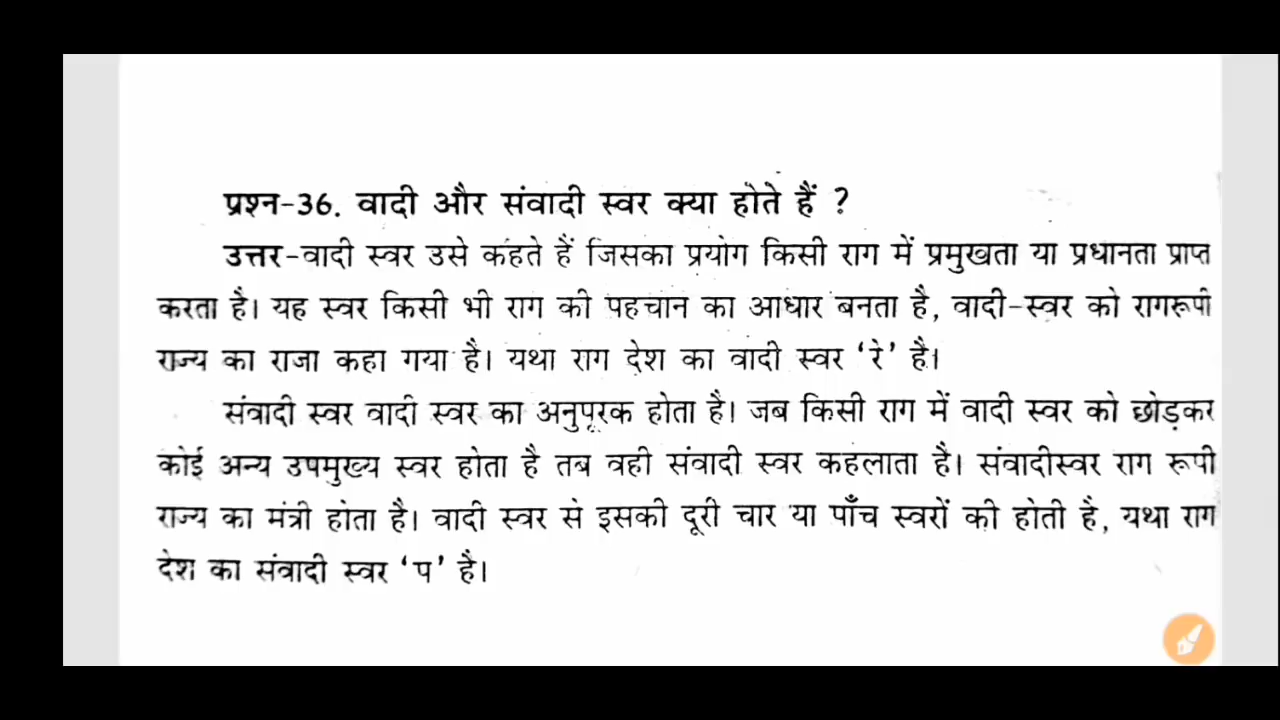 प्रश्न-36. वादी और संवादी स्वर क्या होते हैं ?
उत्तर-वादी स्वर उसे कहते हैं जिसका प्रयोग किसी राग में प्रमुखता या प्रधानता प्राप्त
करता है। यह स्वर किसी भी राग की पहचान का आधार बनता है, वादी-स्वर को रागरूपी
राज्य का राजा कहा गया है। यथा राग देश का वादी स्वर ‘रे’ है।
संवादी स्वर वादी स्वर का अनुपूरक होता है। जब किसी राग में वादी स्वर को छोड़कर
कोई अन्य उपमुख्य स्वर होता है तब वही संवादी स्वर कहलाता है। संवादीस्वर राग रूपी
राज्य का मंत्री होता है। वादी स्वर से इसकी दूरी चार या पाँच स्वरों की होती है, यथा राग
देश का संवादी स्वर ‘प’ है।